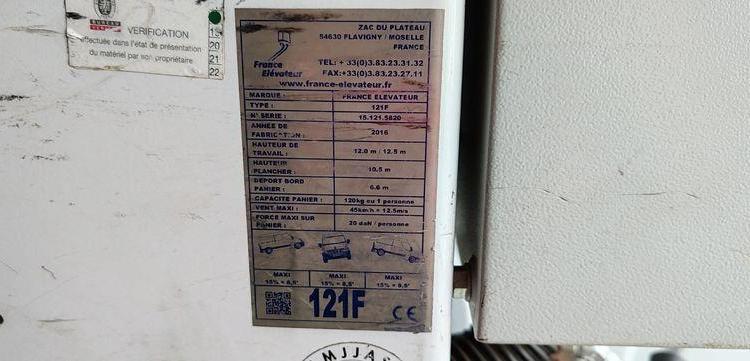 BUREAU
VERIFICATION
effectuée dans l'état de présentation
du matériel par son propriétaire
19
20
21
22
France
Elévateur
ZAC DU PLATEAU
54630 FLAVIGNY / MOSELLE
FRANCE
TEL: + 33(0)3.83.23.31.32
FAX:+33(0)3.83.23.27.11
www.france-elevateur.fr
MARQUE : FRANCE ELEVATEUR
TYPE : 121F
N° SERIE : 15.121.5820
ANNÉE DE FABRICATION : 2016
HAUTEUR DE TRAVAIL : 12.0 m / 12.5 m
HAUTEUR PLANCHER : 10,5 m
DEPORT BORD PANIER : 6.6 m
CAPACITE PANIER : 120kg ou 1 personne
VENT MAXI : 45km/h = 12.5m/s
FORCE MAXI SUR PANIER : 20 daN / personne
MAXI MAXI MAXI
15% = 8,5° 15% = 8,5° 15% = 8,5°
121F CE
MJJAS